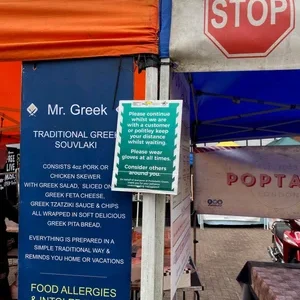 STOP
Mr. Greek
TRADITIONAL GREEK
SOUVLAKI
CONSISTS 4oz PORK OR
CHICKEN SKEWER
WITH GREEK SALAD, SLICED
GREEK FETA CHEESE.
GREEK TZATZIKI SAUCE & CHIPS
ALL WRAPPED IN SOFT DELICIOUS
GREEK PITA BREAD.
EVERYTHING IS PREPARED IN A
SIMPLE TRADITIONAL WAY &
REMINDS YOU HOME OR VACATIONS
FOOD ALLERGIES
Please continue
whilst we are
with a customer
or politley keep
your distance
whilst waiting.
Please wear
gloves at all times.
Consider others
around you.
POPTA